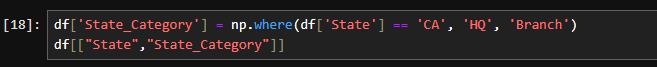 [18]: df['State_Category'] = np.where(df['State'] == 'CA', 'HQ', 'Branch')
df[["State","State_Category"]]